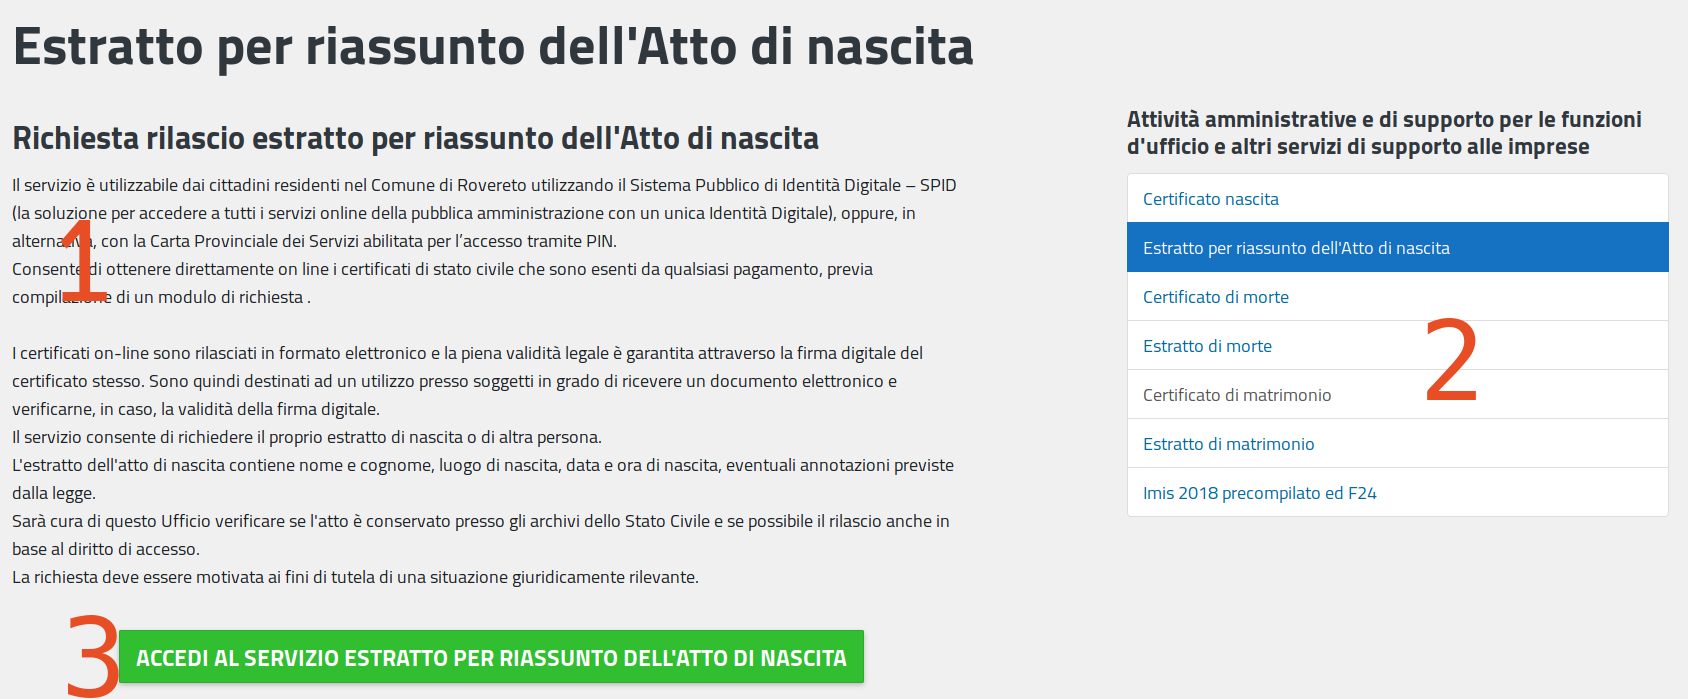 Estratto per riassunto dell'Atto di nascita
Richiesta rilascio estratto per riassunto dell'Atto di nascita
Il servizio è utilizzabile dai cittadini residenti nel Comune di Rovereto utilizzando il Sistema Pubblico di Identità Digitale – SPID
(la soluzione per accedere a tutti i servizi online della pubblica amministrazione con un unica Identità Digitale), oppure, in
alternativa, con la Carta Provinciale dei Servizi abilitata per l’accesso tramite PIN.
Consente di ottenere direttamente on line i certificati di stato civile che sono esenti da qualsiasi pagamento, previa
compilazione di un modulo di richiesta .
1
I certificati on-line sono rilasciati in formato elettronico e la piena validità legale è garantita attraverso la firma digitale del
certificato stesso. Sono quindi destinati ad un utilizzo presso soggetti in grado di ricevere un documento elettronico e
verificarne, in caso, la validità della firma digitale.
Il servizio consente di richiedere il proprio estratto di nascita o di altra persona.
L'estratto dell'atto di nascita contiene nome e cognome, luogo di nascita, data e ora di nascita, eventuali annotazioni previste
dalla legge.
Sarà cura di questo Ufficio verificare se l'atto è conservato presso gli archivi dello Stato Civile e se possibile il rilascio anche in
base al diritto di accesso.
La richiesta deve essere motivata ai fini di tutela di una situazione giuridicamente rilevante.
3
ACCEDI AL SERVIZIO ESTRATTO PER RIASSUNTO DELL'ATTO DI NASCITA
Attività amministrative e di supporto per le funzioni
d'ufficio e altri servizi di supporto alle imprese
Certificato nascita
Estratto per riassunto dell'Atto di nascita
Certificato di morte
Estratto di morte
2
Certificato di matrimonio
Estratto di matrimonio
Imis 2018 precompilato ed F24